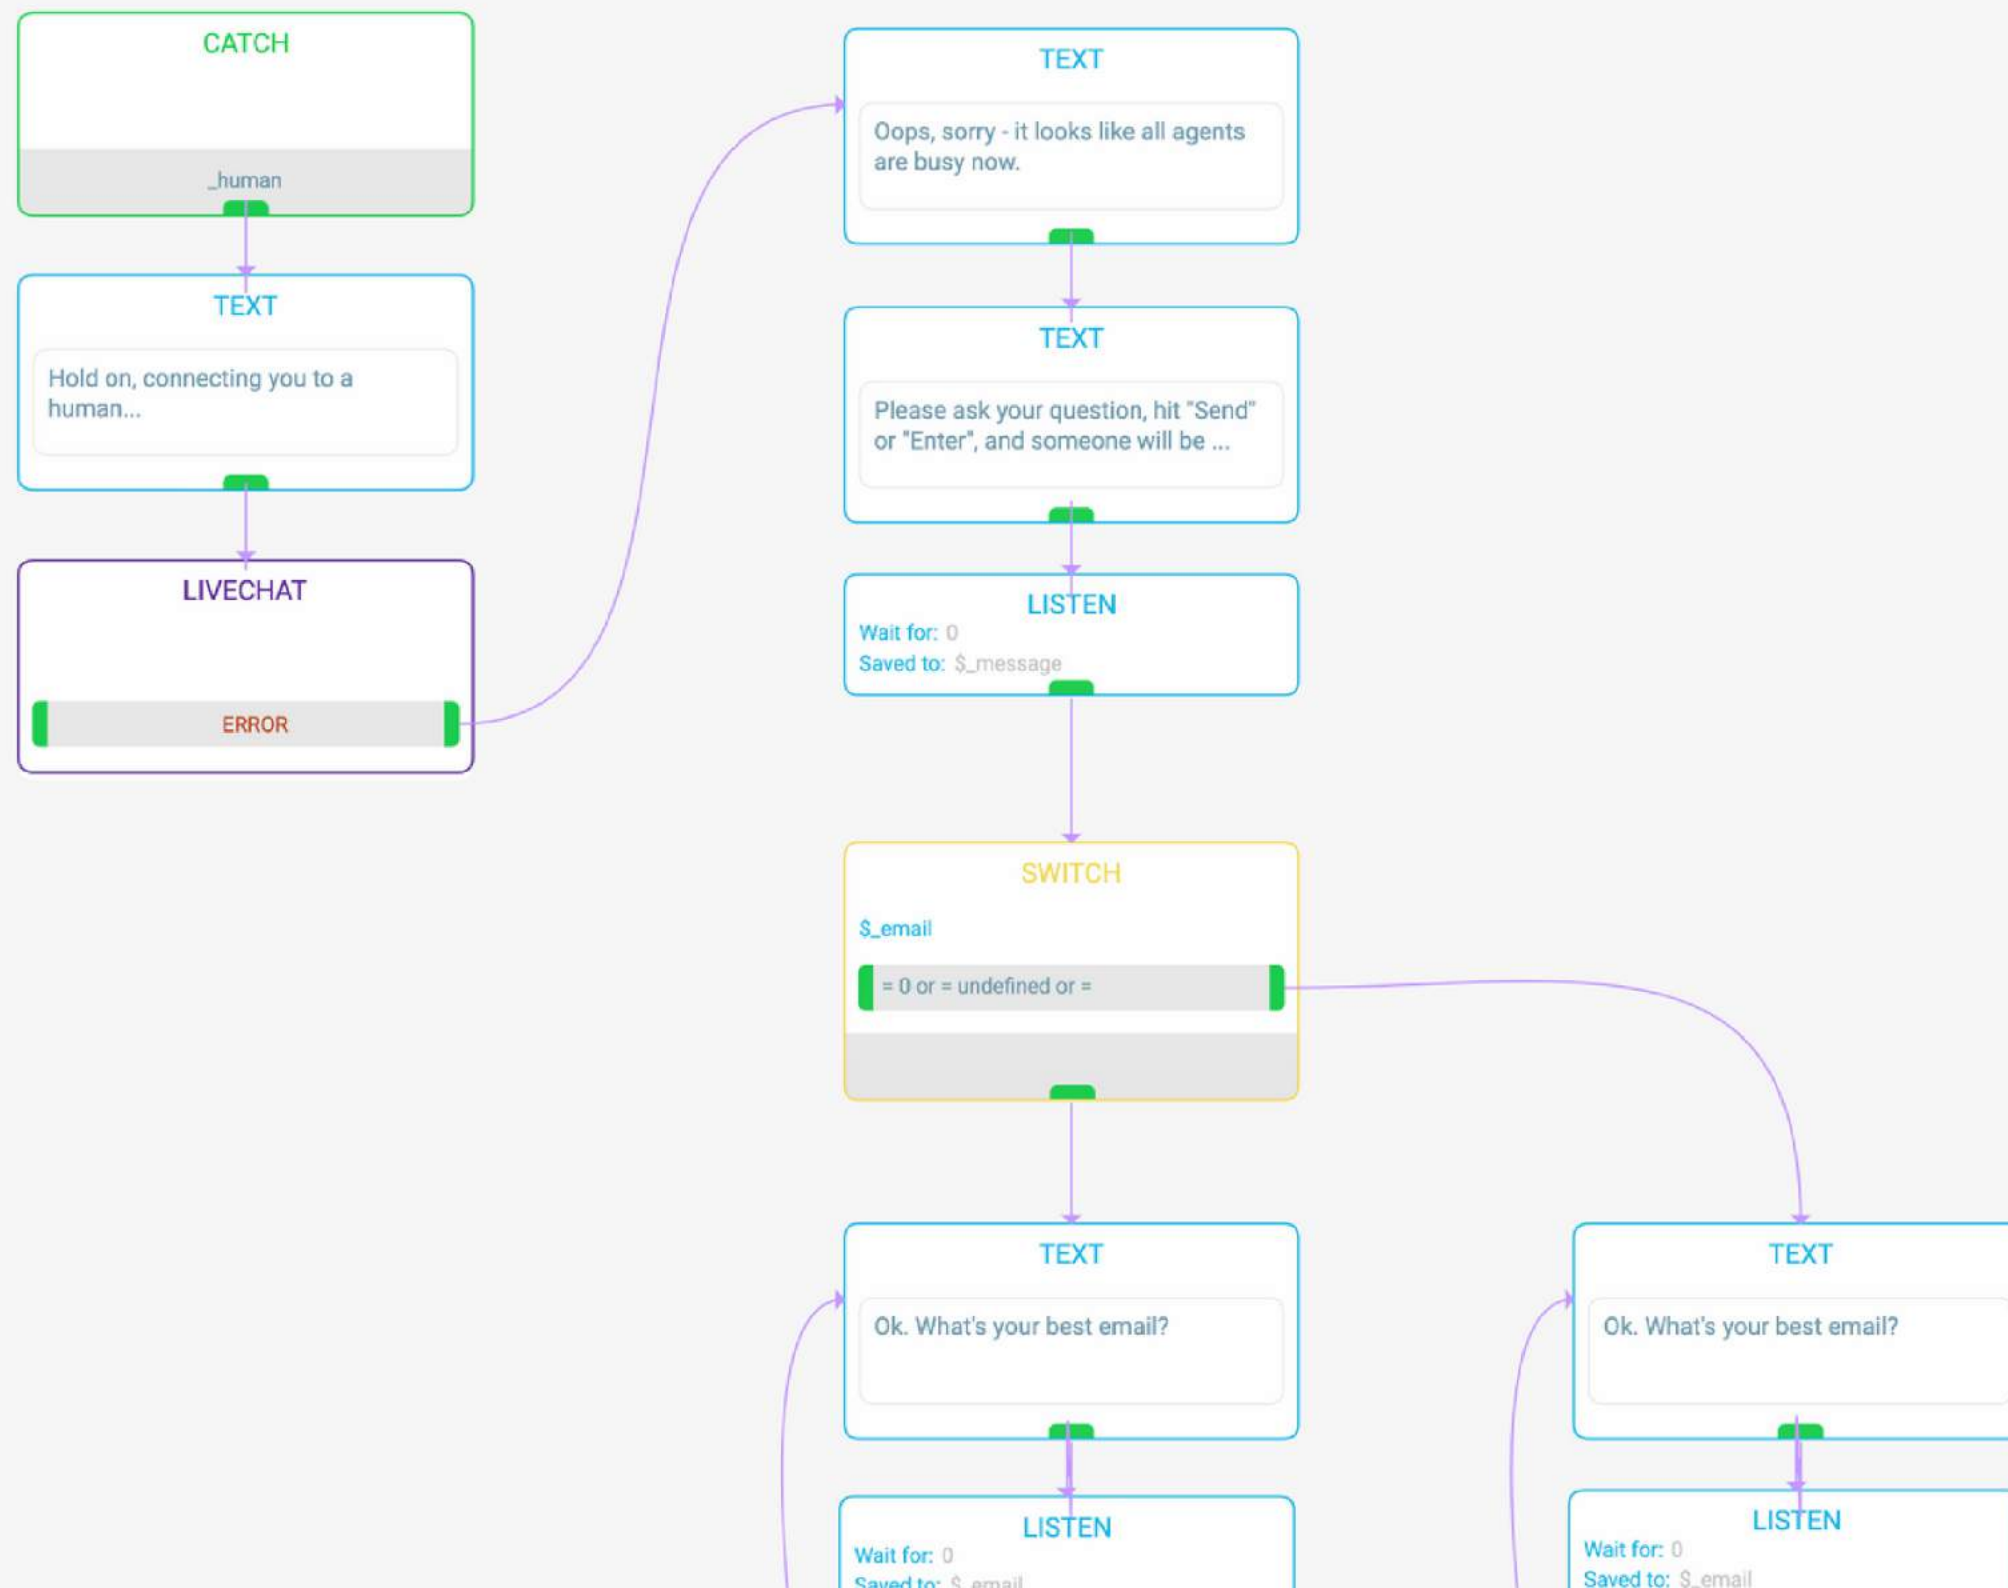 CATCH
_human
TEXT
Hold on, connecting you to a
human...
LIVECHAT
ERROR
TEXT
Oops, sorry - it looks like all agents
are busy now.
TEXT
Please ask your question, hit "Send"
or "Enter", and someone will be ...
LISTEN
Wait for: 0
Saved to: $_message
SWITCH
$_email
= 0 or = undefined or =
TEXT
Ok. What's your best email?
LISTEN
Wait for: 0
Saved to: $_email
TEXT
Ok. What's your best email?
LISTEN
Wait for: 0
Saved to: $_email